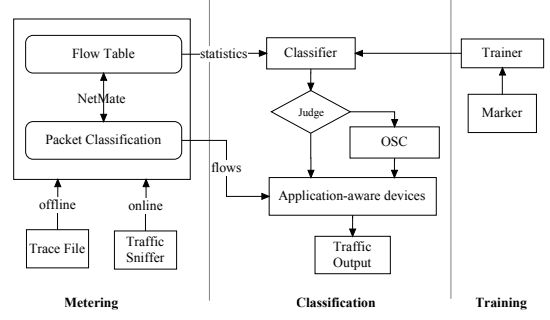 Flow Table
statistics
Classifier
Trainer
NetMate
Judge
Marker
Packet Classification
OSC
flows
offline
online
Application-aware devices
Trace File
Traffic
Sniffer
Traffic
Output
Metering
Classification
Training